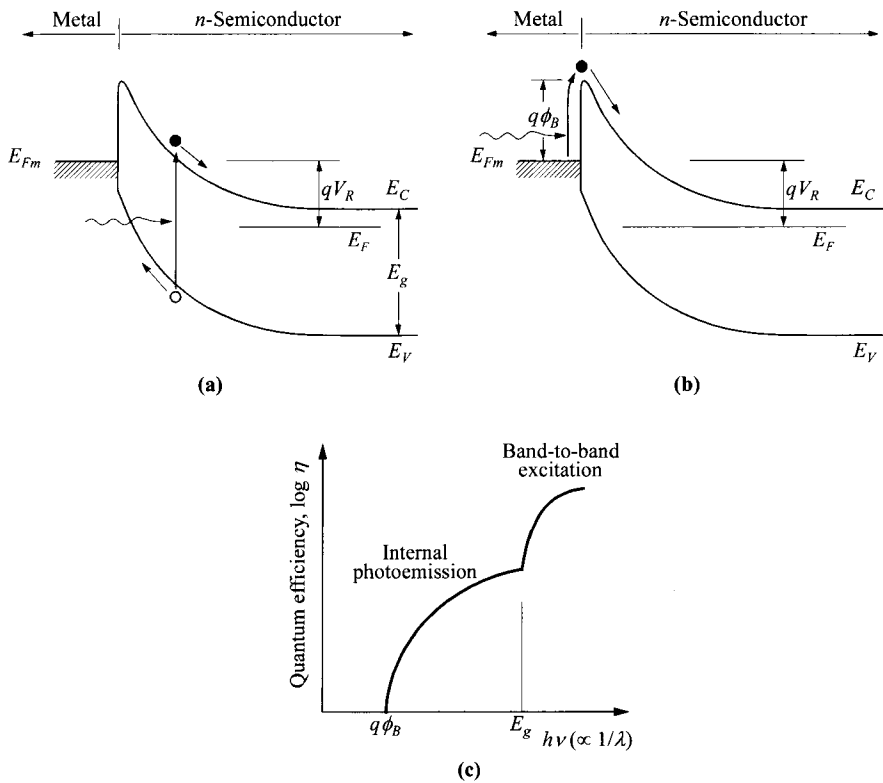 Metal
n-Semiconductor
E_Fm
qV_R
E_C
E_F
E_g
E_V
(a)
Metal
n-Semiconductor
qϕ_B
E_Fm
qV_R
E_C
E_F
E_V
(b)
Quantum efficiency, log η
Internal
photoemission
Band-to-band
excitation
qϕ_B
E_g
hν (∝ 1/λ)
(c)